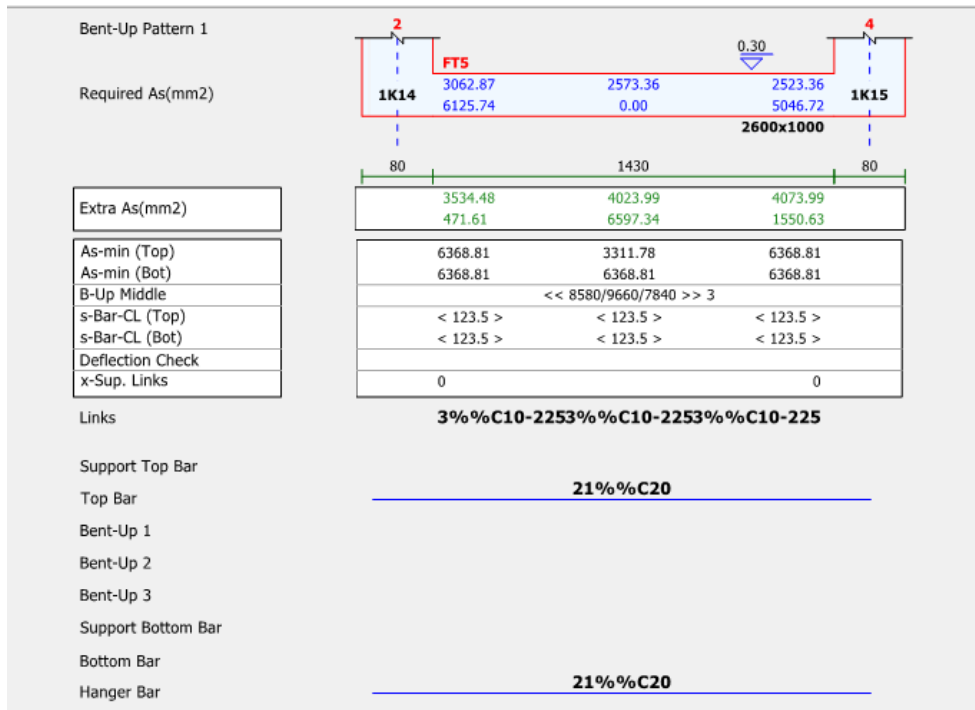 Bent-Up Pattern 1
2 4
0.30
FT5
Required As(mm2) 1K14 3062.87 2573.36 2523.36 1K15
6125.74 0.00 5046.72
2600x1000
80 1430 80
Extra As(mm2) 3534.48 4023.99 4073.99
471.61 6597.34 1550.63
As-min (Top) 6368.81 3311.78 6368.81
As-min (Bot) 6368.81 6368.81 6368.81
B-Up Middle << 8580/9660/7840 >> 3
s-Bar-CL (Top) < 123.5 > < 123.5 > < 123.5 >
s-Bar-CL (Bot) < 123.5 > < 123.5 > < 123.5 >
Deflection Check
x-Sup. Links 0 0
Links 3%%C10-2253%%C10-2253%%C10-225
Support Top Bar
Top Bar 21%%C20
Bent-Up 1
Bent-Up 2
Bent-Up 3
Support Bottom Bar
Bottom Bar
Hanger Bar 21%%C20